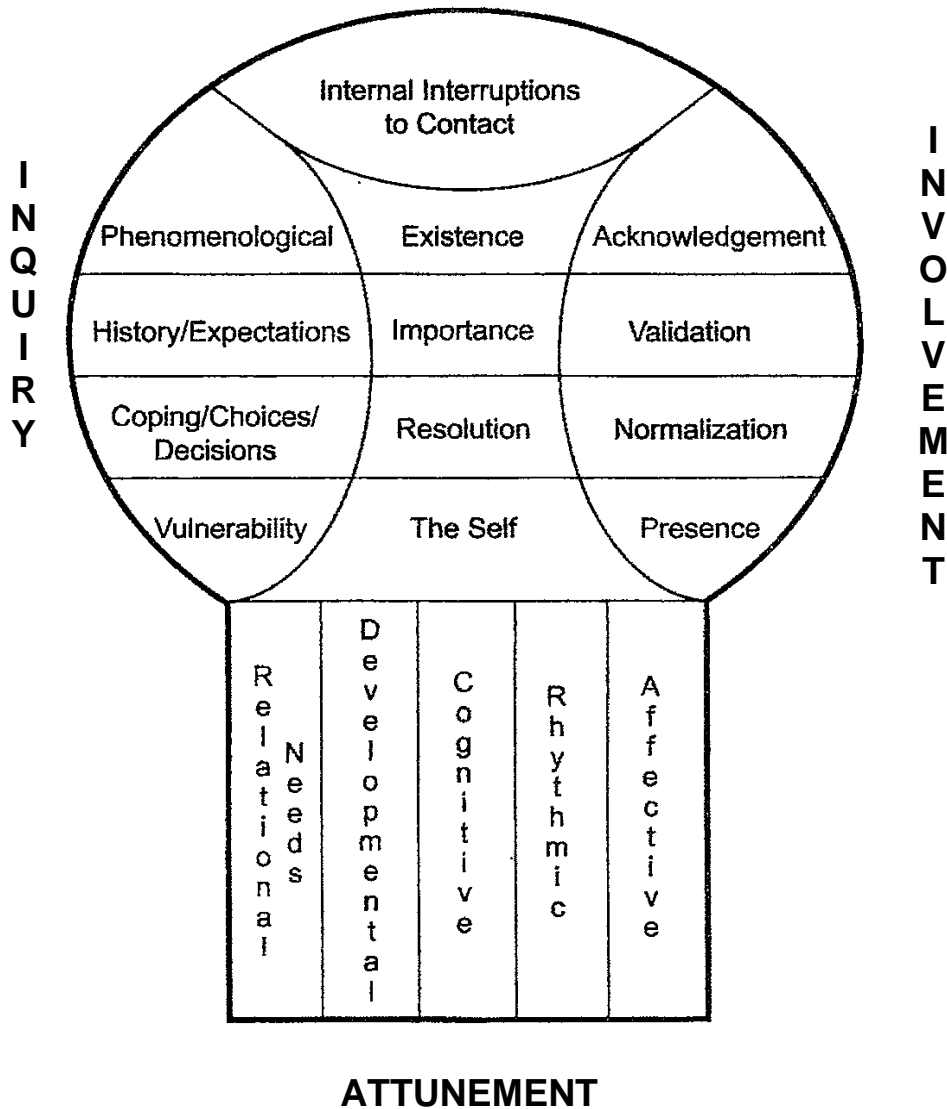 Internal Interruptions
to Contact
INQUIRY
INVOLVEMENT
Phenomenological Existence Acknowledgement
History/Expectations Importance Validation
Coping/Choices/
Decisions
Resolution Normalization
Vulnerability The Self Presence
Relational
Needs
Developmental
Cognitive
Rhythmic
Affective
ATTUNEMENT